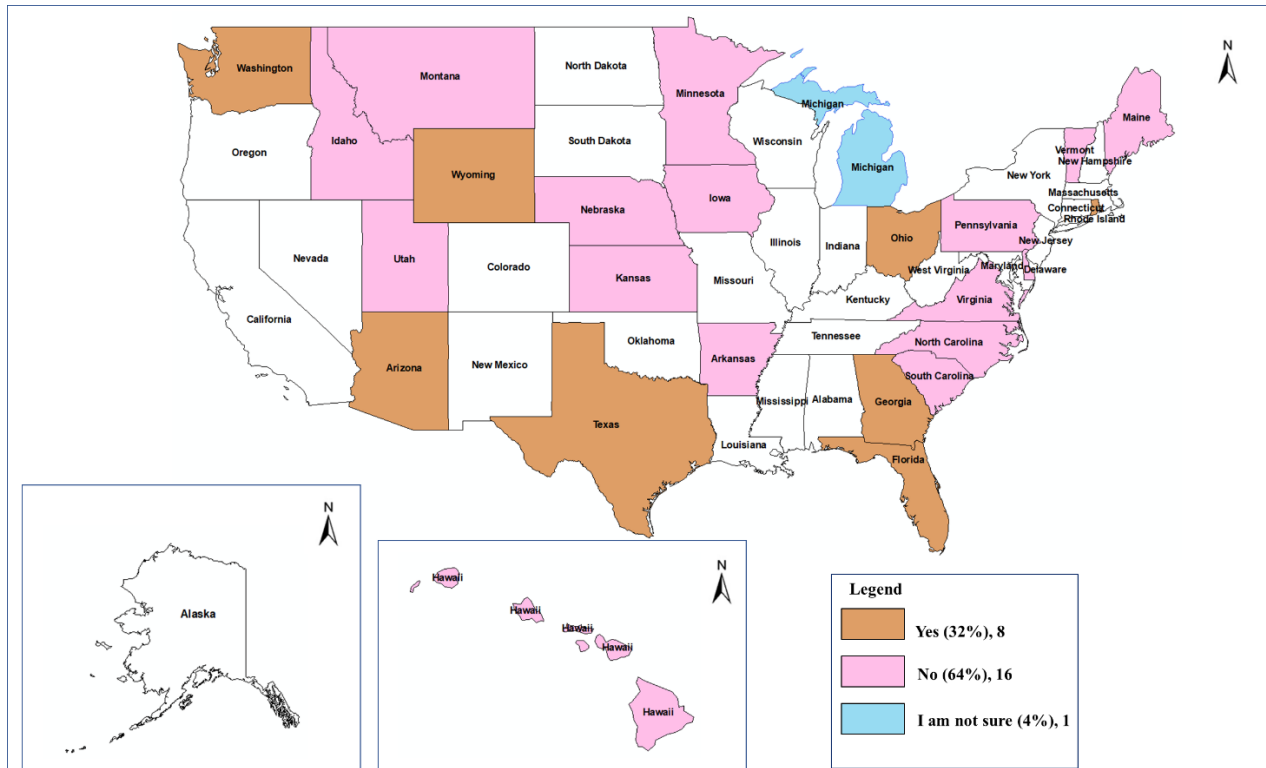 N
Washington
Montana
North Dakota
Minnesota
Michigan
Maine
Idaho
Oregon
South Dakota
Wisconsin
Vermont
New Hampshire
Wyoming
Michigan
New York
Massachusetts
Connecticut
Rhode Island
Nebraska
Iowa
Pennsylvania
Nevada
Utah
Colorado
Illinois
Indiana
Ohio
New Jersey
Kansas
Missouri
West Virginia
Maryland
Delaware
California
Kentucky
Virginia
Tennessee
North Carolina
Oklahoma
Arizona
New Mexico
Arkansas
South Carolina
Mississippi
Alabama
Georgia
Texas
Louisiana
Florida
N
Alaska
N
Hawaii
Hawaii
Hawaii
Hawaii
Hawaii
Legend
Yes (32%), 8
No (64%), 16
I am not sure (4%), 1